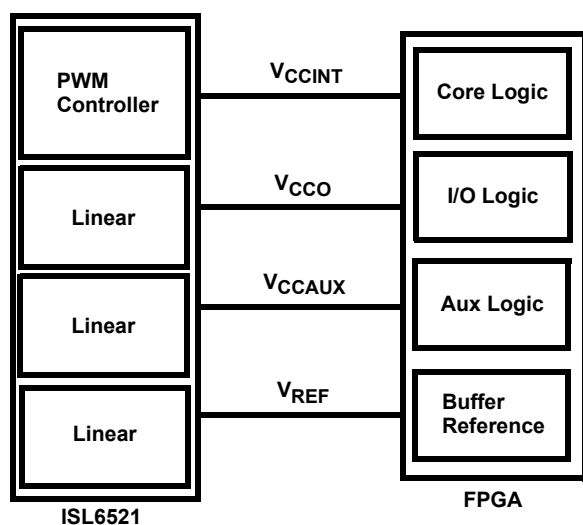 PWM
Controller
Linear
Linear
Linear
ISL6521
VCCINT
VCCO
VCCAUX
VREF
Core Logic
I/O Logic
Aux Logic
Buffer
Reference
FPGA